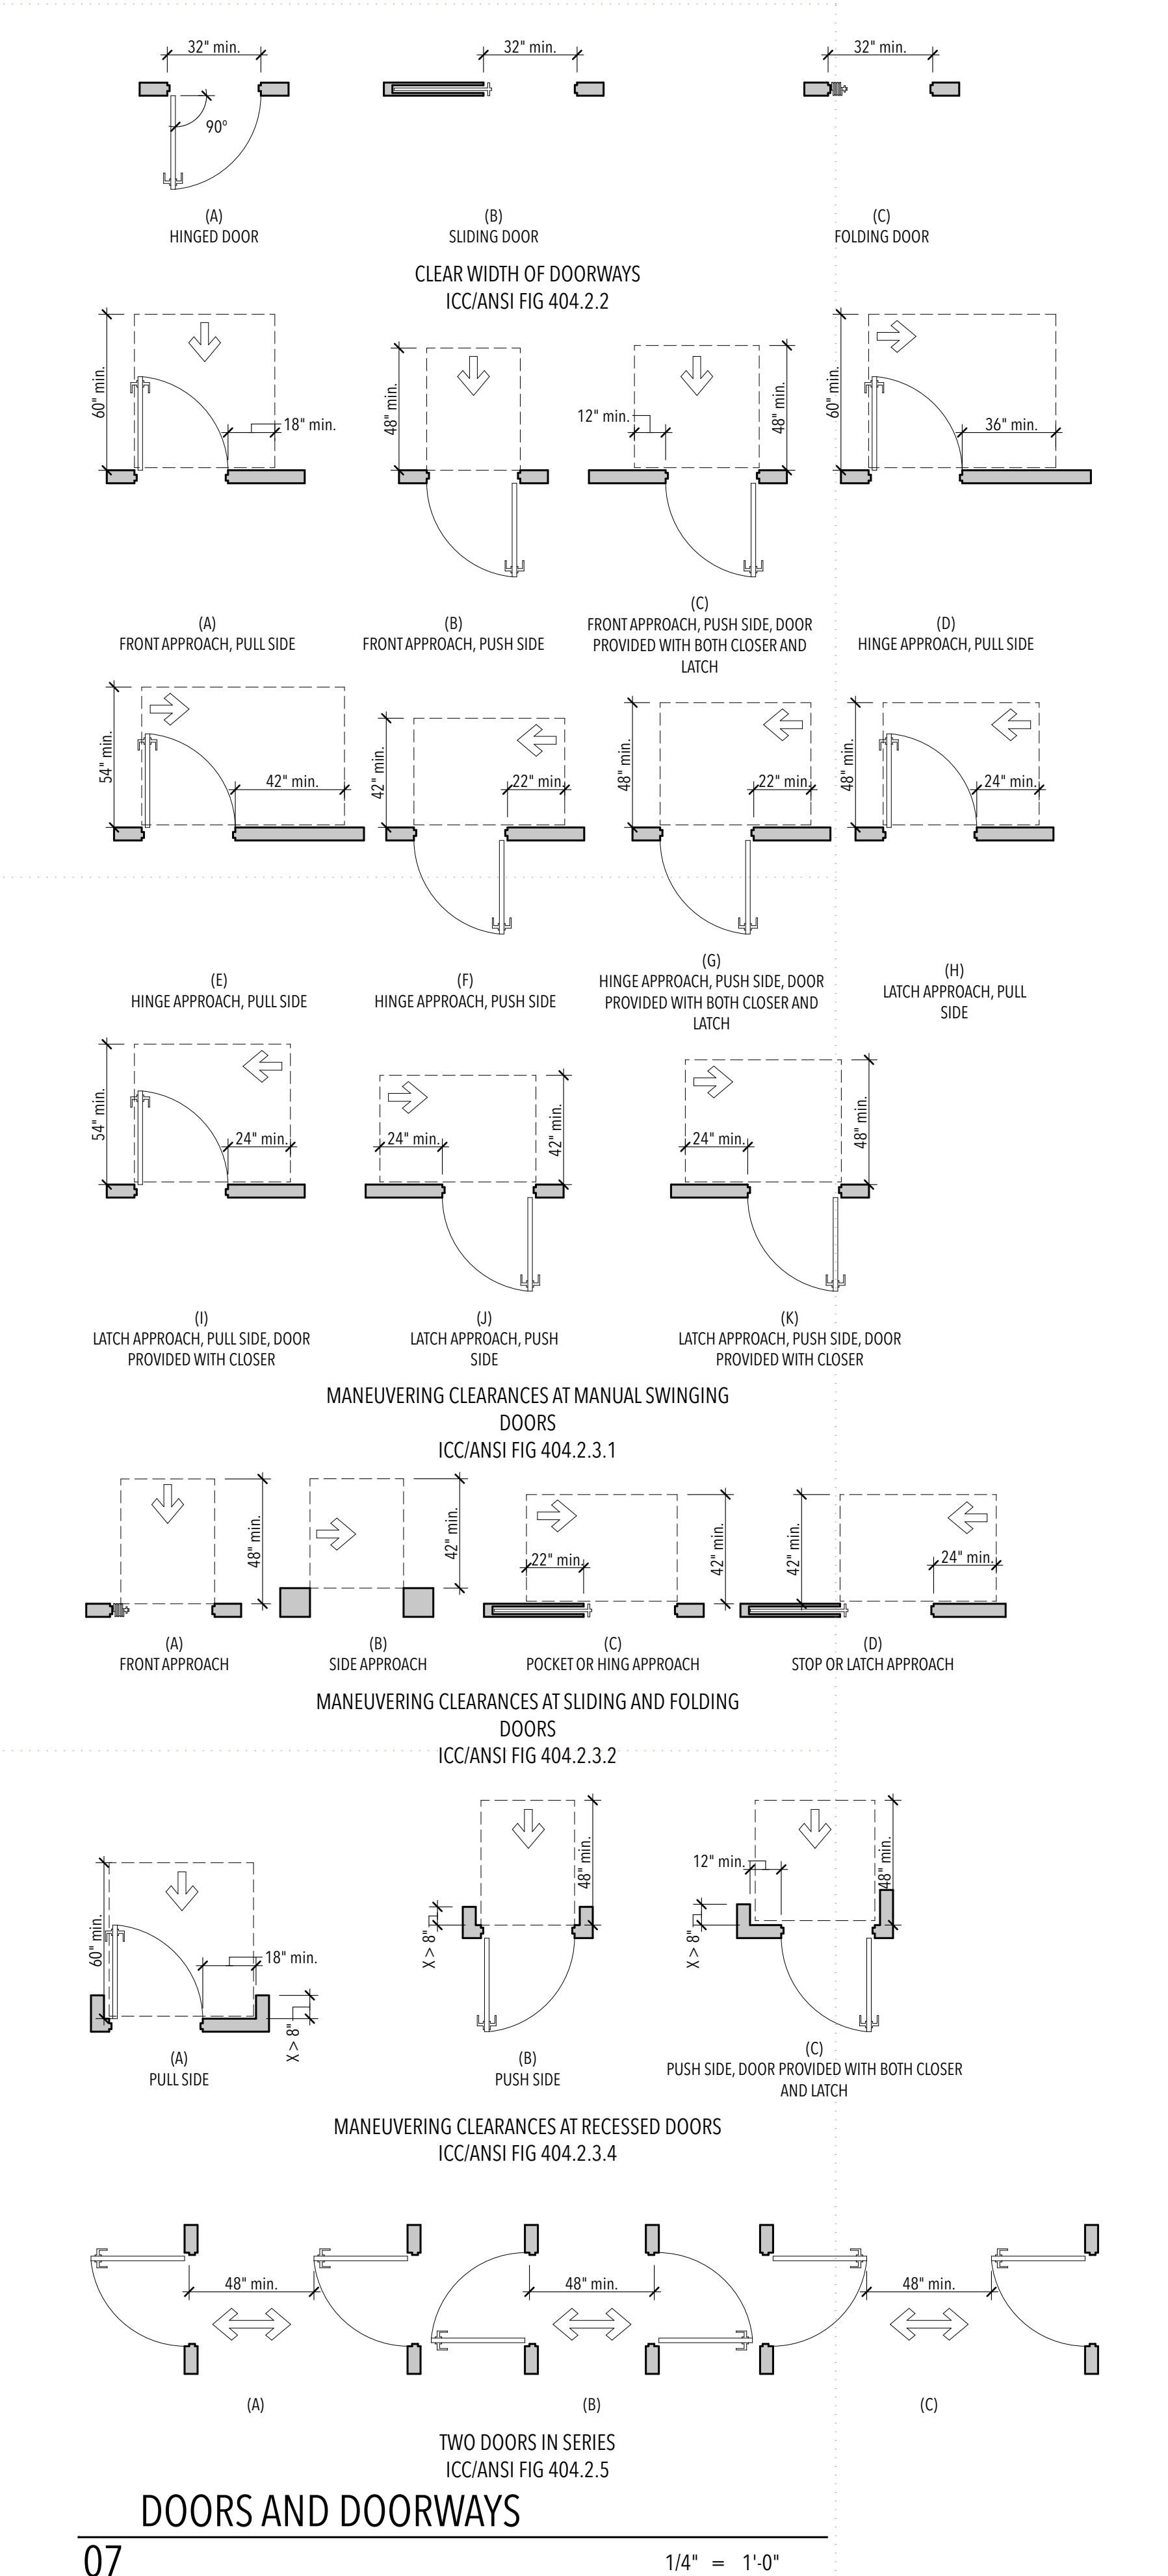 32" min.
32" min.
32" min.
90º
(A)
HINGED DOOR
(B)
SLIDING DOOR
(C)
FOLDING DOOR
CLEAR WIDTH OF DOORWAYS
ICC/ANSI FIG 404.2.2
60" min.
18" min.
48" min.
12" min.
48" min.
60" min.
36" min.
(A)
FRONT APPROACH, PULL SIDE
(B)
FRONT APPROACH, PUSH SIDE
(C)
FRONT APPROACH, PUSH SIDE, DOOR
PROVIDED WITH BOTH CLOSER AND
LATCH
(D)
HINGE APPROACH, PULL SIDE
54" min.
42" min.
42" min.
22" min.
48" min.
22" min.
48" min.
24" min.
(E)
HINGE APPROACH, PULL SIDE
(F)
HINGE APPROACH, PUSH SIDE
(G)
HINGE APPROACH, PUSH SIDE, DOOR
PROVIDED WITH BOTH CLOSER AND
LATCH
(H)
LATCH APPROACH, PULL
SIDE
54" min.
24" min.
24" min.
42" min.
24" min.
48" min.
(I)
LATCH APPROACH, PULL SIDE, DOOR
PROVIDED WITH CLOSER
(J)
LATCH APPROACH, PUSH
SIDE
(K)
LATCH APPROACH, PUSH SIDE, DOOR
PROVIDED WITH CLOSER
MANEUVERING CLEARANCES AT MANUAL SWINGING
DOORS
ICC/ANSI FIG 404.2.3.1
48" min.
42" min.
22" min.
42" min.
42" min.
24" min.
(A)
FRONT APPROACH
(B)
SIDE APPROACH
(C)
POCKET OR HING APPROACH
(D)
STOP OR LATCH APPROACH
MANEUVERING CLEARANCES AT SLIDING AND FOLDING
DOORS
ICC/ANSI FIG 404.2.3.2
60" min.
18" min.
X > 8"
48" min.
X > 8"
12" min.
48" min.
X > 8"
(A)
PULL SIDE
(B)
PUSH SIDE
(C)
PUSH SIDE, DOOR PROVIDED WITH BOTH CLOSER
AND LATCH
MANEUVERING CLEARANCES AT RECESSED DOORS
ICC/ANSI FIG 404.2.3.4
48" min.
48" min.
48" min.
(A)
(B)
(C)
TWO DOORS IN SERIES
ICC/ANSI FIG 404.2.5
DOORS AND DOORWAYS
07
1/4" = 1'-0"